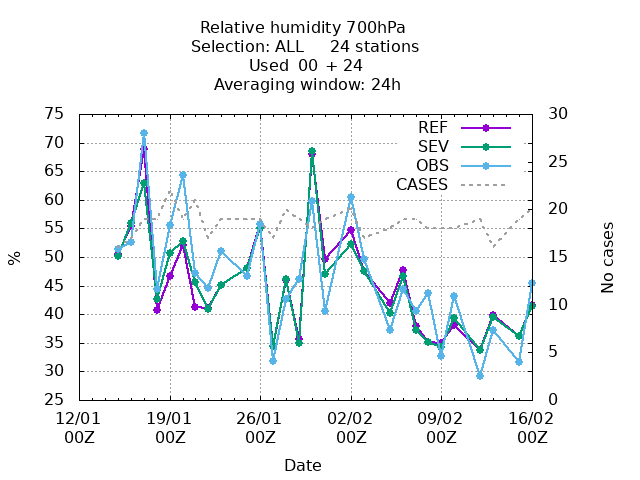 Relative humidity 700hPa
Selection: ALL 24 stations
Used 00 + 24
Averaging window: 24h
75
70
65
60
55
50
45
40
35
30
25
%
30
25
20
15
10
5
0
No cases
REF
SEV
OBS
CASES
12/01 19/01 26/01 02/02 09/02 16/02
00Z 00Z 00Z 00Z 00Z 00Z
Date